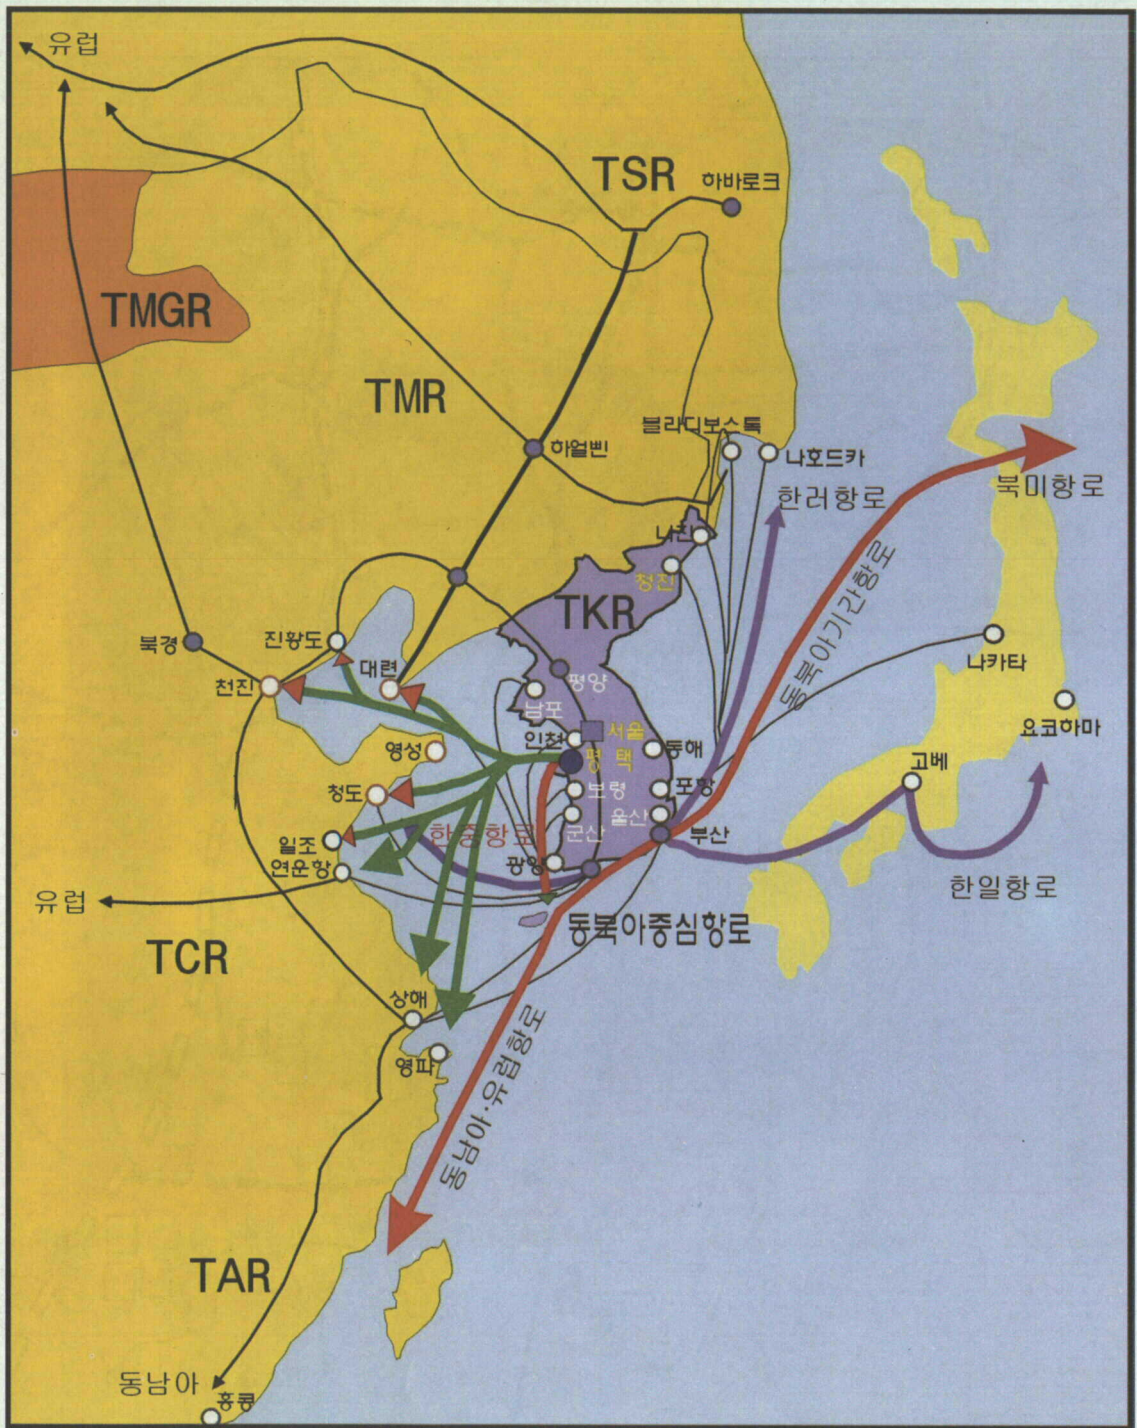 유럽
TSR
하바로크
TMGR
TMR
하얼삔
블라디보스톡
나호드카
한러항로
북미항로
나진
청진
TKR
동북아기간항로
북경
진황도
천진
대련
평양
남포
나카타
인천
서울
동해
요코하마
영성
평택
고베
청도
보령
포항
일조
한중항로
군산
울산
부산
연운항
광양
한일항로
유럽
동북아중심항로
TCR
상해
영파
동남아·유럽항로
TAR
동남아
홍콩